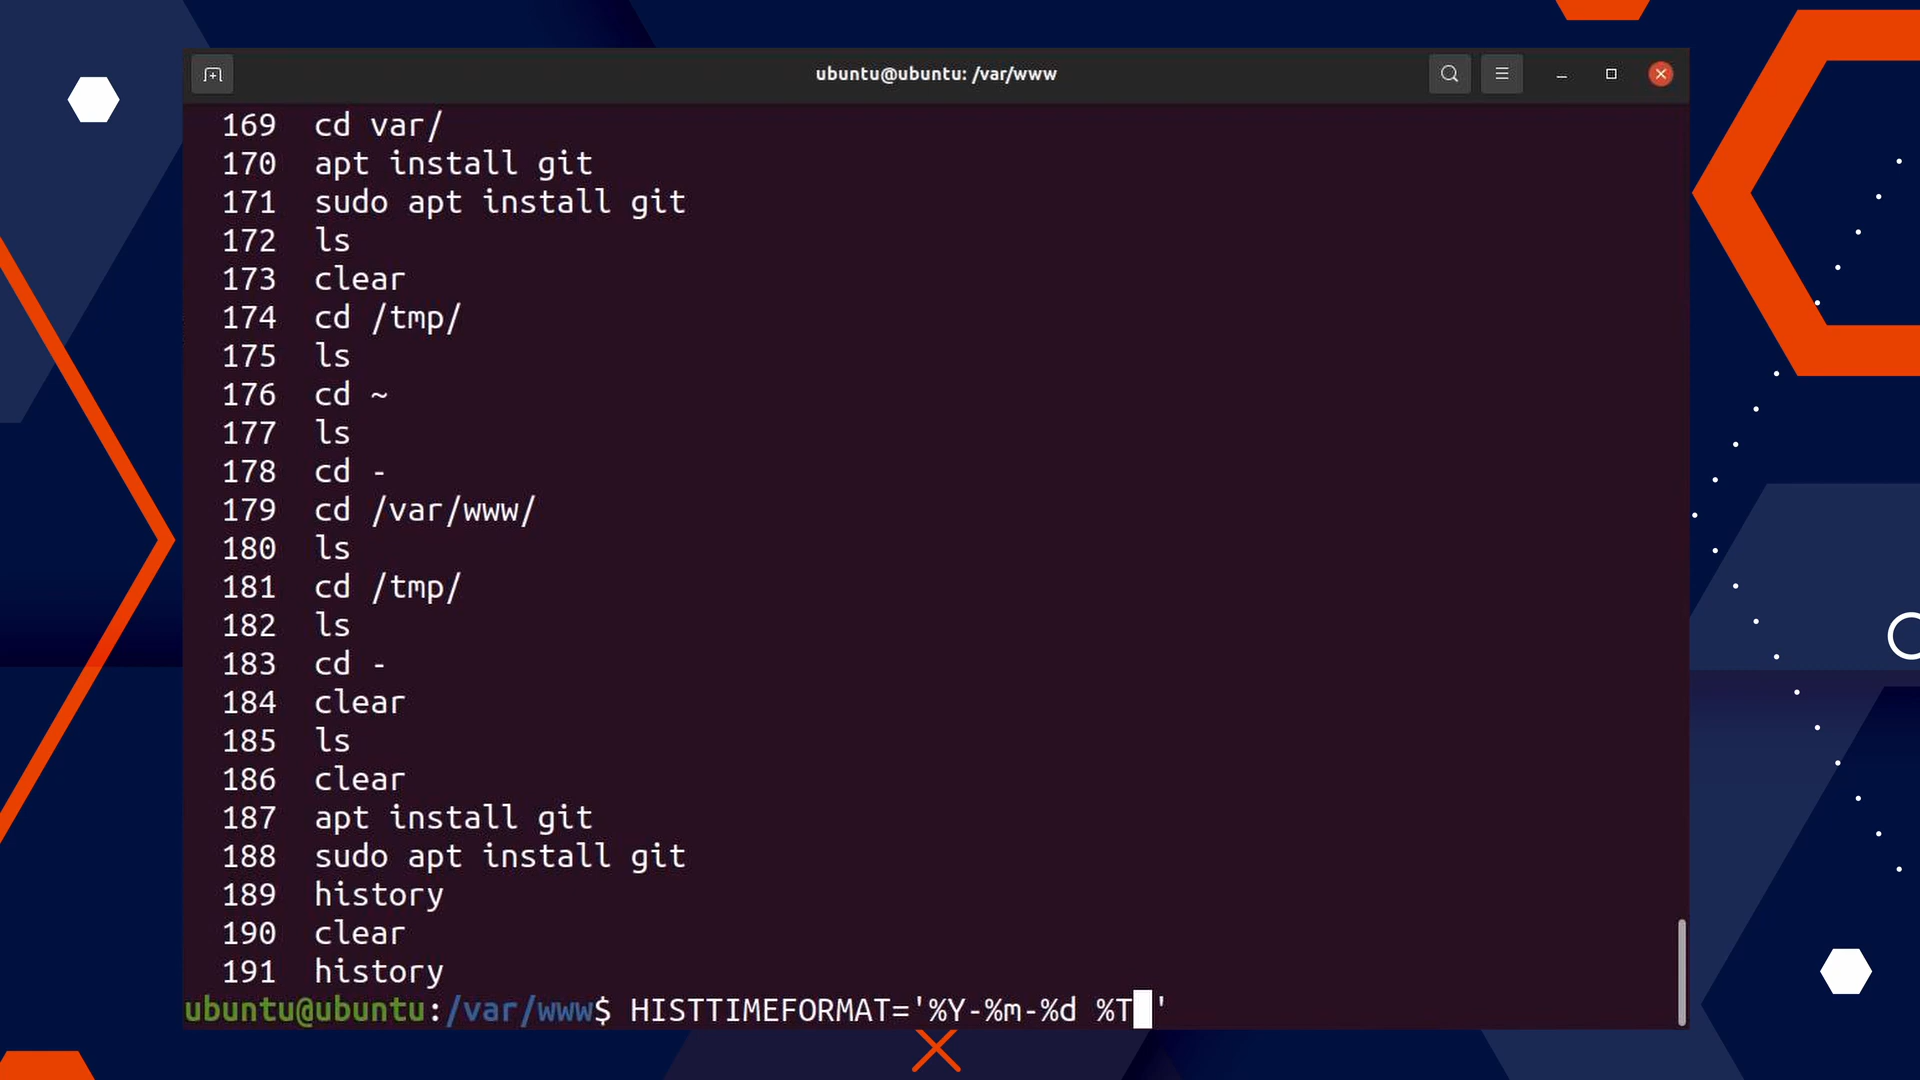 ubuntu@ubuntu: /var/www
169 cd var/
170 apt install git
171 sudo apt install git
172 ls
173 clear
174 cd /tmp/
175 ls
176 cd ~
177 ls
178 cd -
179 cd /var/www/
180 ls
181 cd /tmp/
182 ls
183 cd -
184 clear
185 ls
186 clear
187 apt install git
188 sudo apt install git
189 history
190 clear
191 history
ubuntu@ubuntu:/var/www$ HISTTIMEFORMAT='%Y-%m-%d %T '